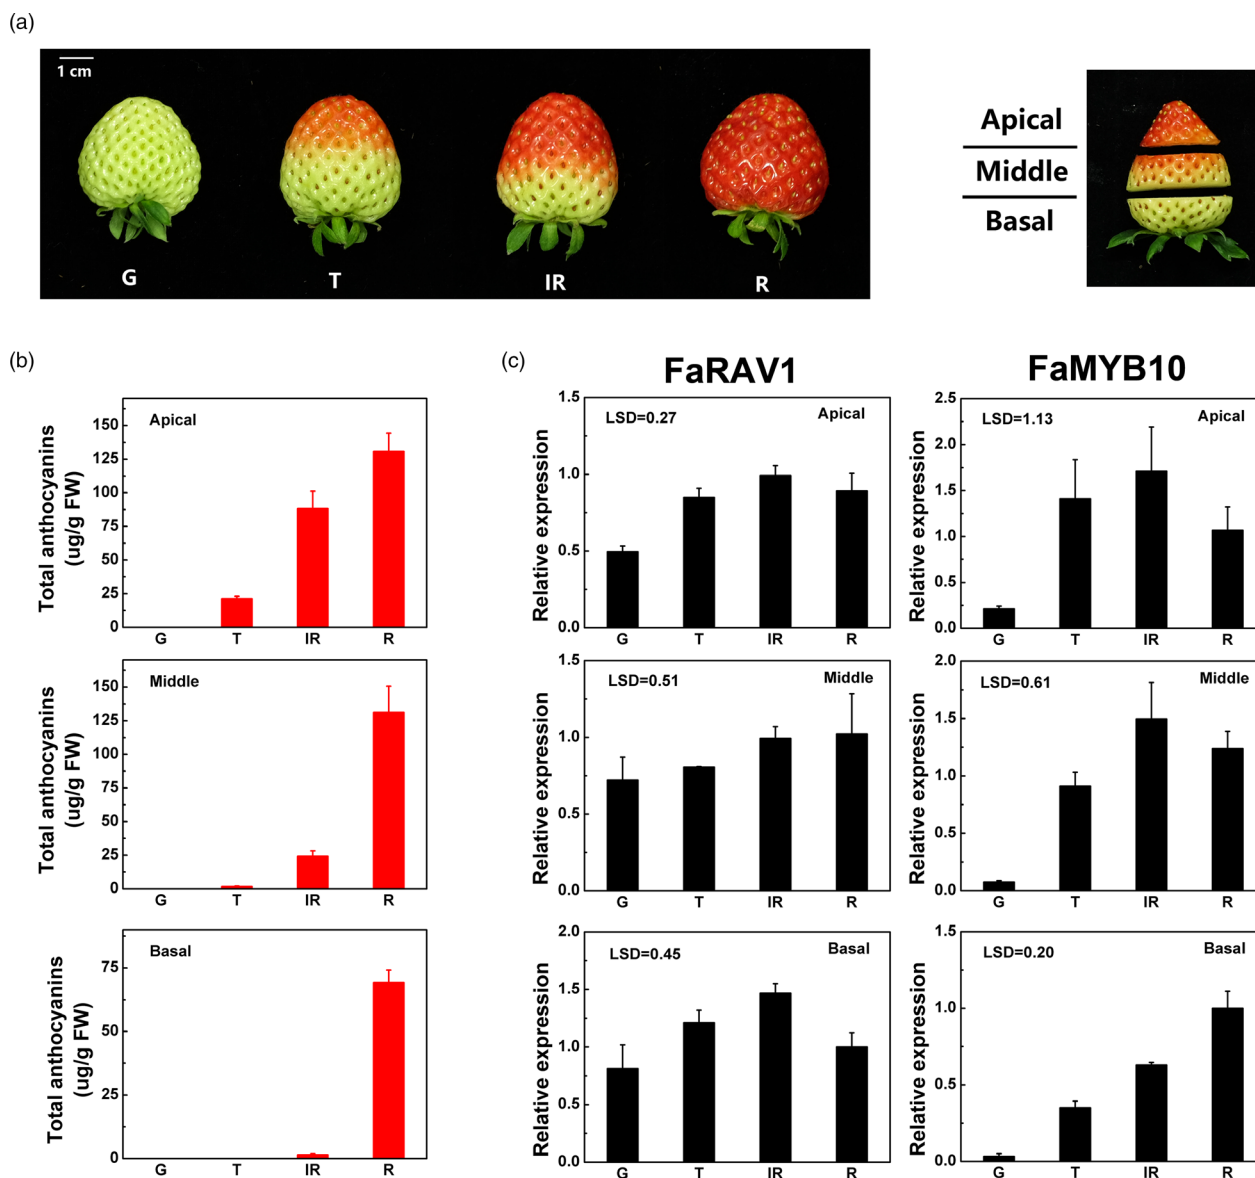 (a)
1 cm
G
T
IR
R
Apical
Middle
Basal
(b)
Total anthocyanins
(ug/g FW)
150
125
100
75
50
25
0
Apical
G T IR R
Total anthocyanins
(ug/g FW)
150
125
100
75
50
25
0
Middle
G T IR R
Total anthocyanins
(ug/g FW)
75
50
25
0
Basal
G T IR R
(c)
FaRAV1
Relative expression
1.5
1.0
0.5
0.0
LSD=0.27
Apical
G T IR R
Relative expression
1.5
1.0
0.5
0.0
LSD=0.51
Middle
G T IR R
Relative expression
2.0
1.5
1.0
0.5
0.0
LSD=0.45
Basal
G T IR R
FaMYB10
Relative expression
2.5
2.0
1.5
1.0
0.5
0.0
LSD=1.13
Apical
G T IR R
Relative expression
2.0
1.5
1.0
0.5
0.0
LSD=0.61
Middle
G T IR R
Relative expression
1.5
1.0
0.5
0.0
LSD=0.20
Basal
G T IR R